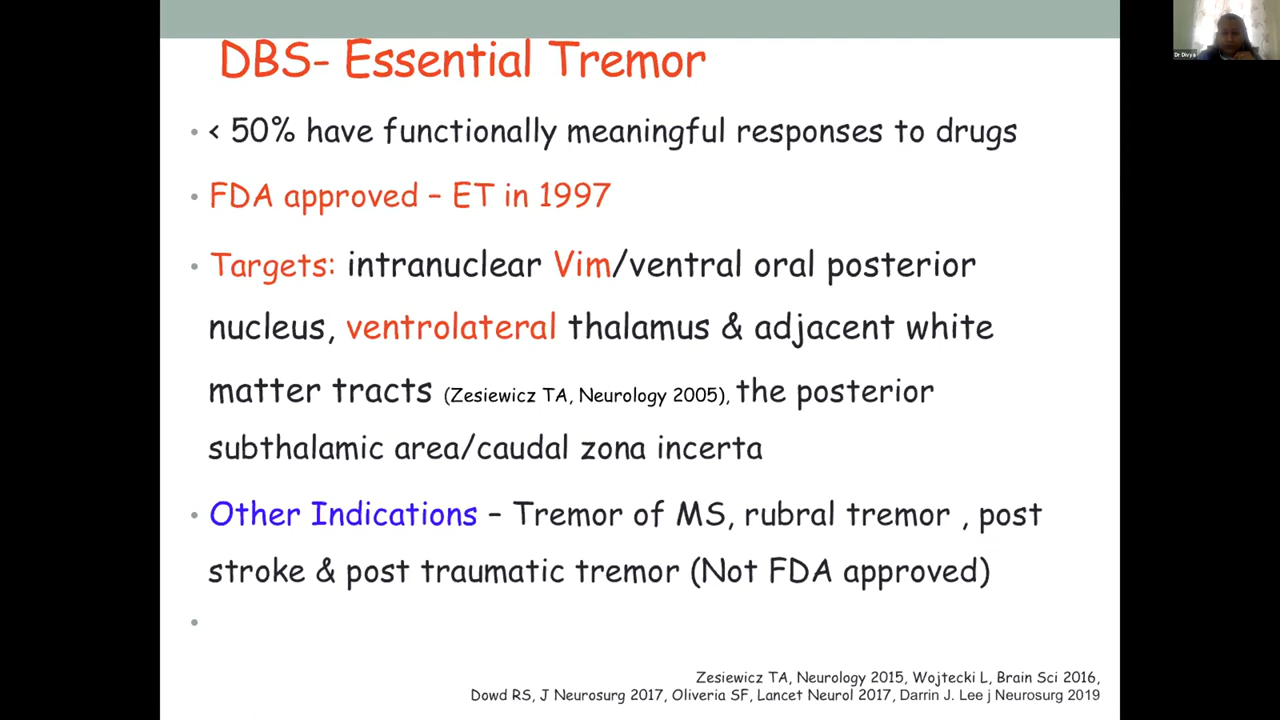 DBS- Essential Tremor
• < 50% have functionally meaningful responses to drugs
• FDA approved – ET in 1997
• Targets: intranuclear Vim/ventral oral posterior
nucleus, ventrolateral thalamus & adjacent white
matter tracts (Zesiewicz TA, Neurology 2005), the posterior
subthalamic area/caudal zona incerta
• Other Indications – Tremor of MS, rubral tremor , post
stroke & post traumatic tremor (Not FDA approved)
•
Zesiewicz TA, Neurology 2015, Wojtecki L, Brain Sci 2016,
Dowd RS, J Neurosurg 2017, Oliveria SF, Lancet Neurol 2017, Darrin J. Lee j Neurosurg 2019
Dr Divya